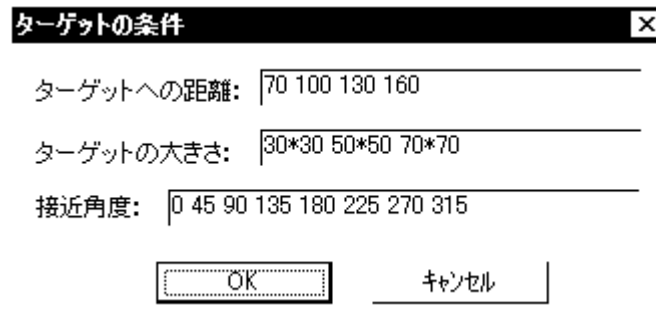 ターゲットの条件
ターゲットへの距離: 70 100 130 160
ターゲットの大きさ: 30*30 50*50 70*70
接近角度: 0 45 90 135 180 225 270 315
OK キャンセル